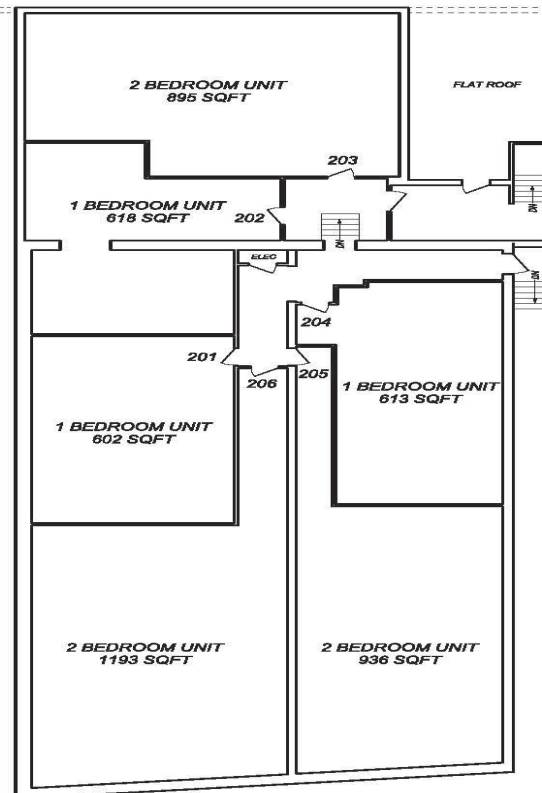 2 BEDROOM UNIT
895 SQFT
FLAT ROOF
203
1 BEDROOM UNIT
618 SQFT
202
DN
DN
ELEC
DN
204
201
206
205
1 BEDROOM UNIT
613 SQFT
1 BEDROOM UNIT
602 SQFT
2 BEDROOM UNIT
1193 SQFT
2 BEDROOM UNIT
936 SQFT